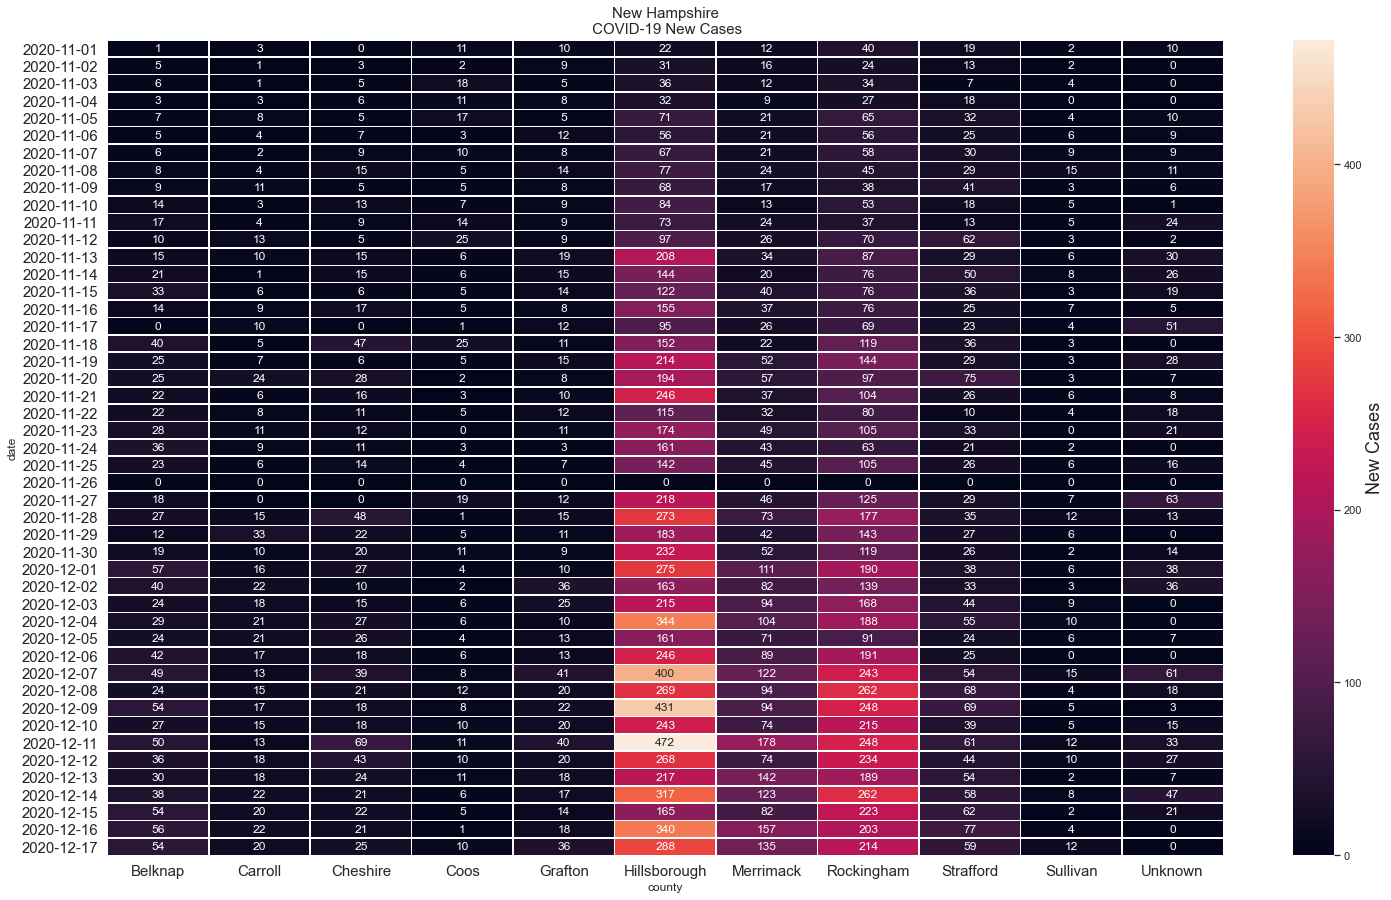 New Hampshire
COVID-19 New Cases
2020-11-01 1 3 0 11 10 22 12 40 19 2 10
2020-11-02 5 1 3 2 9 31 16 24 13 2 0
2020-11-03 6 1 5 18 5 36 12 34 7 4 0
2020-11-04 3 3 6 11 8 32 9 27 18 0 0
2020-11-05 7 8 5 17 5 71 21 65 32 4 10
2020-11-06 5 4 7 3 12 56 21 56 25 6 9
2020-11-07 6 2 9 10 8 67 21 58 30 9 9
2020-11-08 8 4 15 5 14 77 24 45 29 15 11
2020-11-09 9 11 5 5 8 68 17 38 41 3 6
2020-11-10 14 3 13 7 9 84 13 53 18 5 1
2020-11-11 17 4 9 14 9 73 24 37 13 5 24
2020-11-12 10 13 5 25 9 97 26 70 62 3 2
2020-11-13 15 10 15 6 19 208 34 87 29 6 30
2020-11-14 21 1 15 6 15 144 20 76 50 8 26
2020-11-15 33 6 6 5 14 122 40 76 36 3 19
2020-11-16 14 9 17 5 8 155 37 76 25 7 5
2020-11-17 0 10 0 1 12 95 26 69 23 4 51
2020-11-18 40 5 47 25 11 152 22 119 36 3 0
2020-11-19 25 7 6 5 15 214 52 144 29 3 28
2020-11-20 25 24 28 2 8 194 57 97 75 3 7
2020-11-21 22 6 16 3 10 246 37 104 26 6 8
2020-11-22 22 8 11 5 12 115 32 80 10 4 18
2020-11-23 28 11 12 0 11 174 49 105 33 0 21
2020-11-24 36 9 11 3 3 161 43 63 21 2 0
2020-11-25 23 6 14 4 7 142 45 105 26 6 16
2020-11-26 0 0 0 0 0 0 0 0 0 0 0
2020-11-27 18 0 0 19 12 218 46 125 29 7 63
2020-11-28 27 15 48 1 15 273 73 177 35 12 13
2020-11-29 12 33 22 5 11 183 42 143 27 6 0
2020-11-30 19 10 20 11 9 232 52 119 26 2 14
2020-12-01 57 16 27 4 10 275 111 190 38 6 38
2020-12-02 40 22 10 2 36 163 82 139 33 3 36
2020-12-03 24 18 15 6 25 215 94 168 44 9 0
2020-12-04 29 21 27 6 10 344 104 188 55 10 0
2020-12-05 24 21 26 4 13 161 71 91 24 6 7
2020-12-06 42 17 18 6 13 246 89 191 25 0 0
2020-12-07 49 13 39 8 41 400 122 243 54 15 61
2020-12-08 24 15 21 12 20 269 94 262 68 4 18
2020-12-09 54 17 18 8 22 431 94 248 69 5 3
2020-12-10 27 15 18 10 20 243 74 215 39 5 15
2020-12-11 50 13 69 11 40 472 178 248 61 12 33
2020-12-12 36 18 43 10 20 268 74 234 44 10 27
2020-12-13 30 18 24 11 18 217 142 189 54 2 7
2020-12-14 38 22 21 6 17 317 123 262 58 8 47
2020-12-15 54 20 22 5 14 165 82 223 62 2 21
2020-12-16 56 22 21 1 18 340 157 203 77 4 0
2020-12-17 54 20 25 10 36 288 135 214 59 12 0
Belknap Carroll Cheshire Coos Grafton Hillsborough Merrimack Rockingham Strafford Sullivan Unknown
county
date
400
300
200
100
0
New Cases